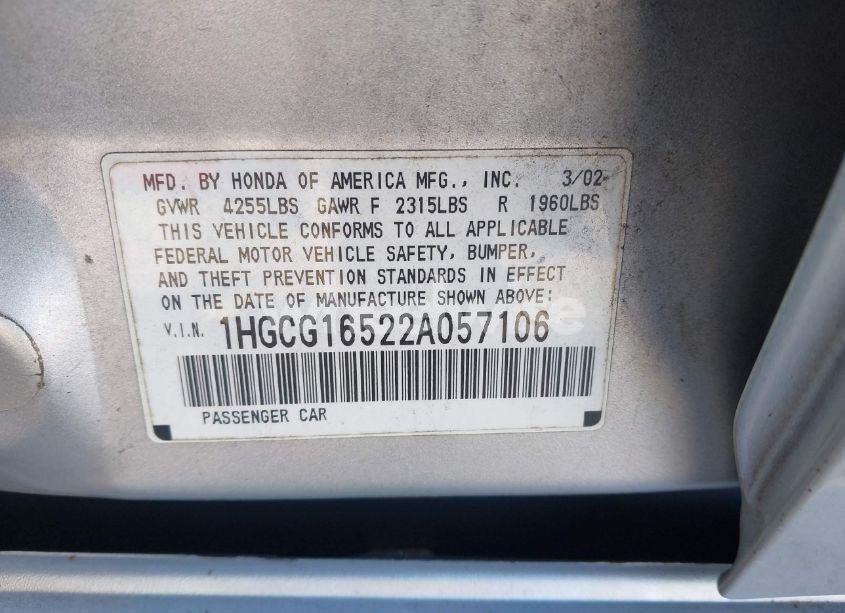 MFD. BY HONDA OF AMERICA MFG., INC. 3/02
GVWR 4255LBS GAWR F 2315LBS R 1960LBS
THIS VEHICLE CONFORMS TO ALL APPLICABLE
FEDERAL MOTOR VEHICLE SAFETY, BUMPER,
AND THEFT PREVENTION STANDARDS IN EFFECT
ON THE DATE OF MANUFACTURE SHOWN ABOVE:
V.I.N. 1HGCG16522A057106
PASSENGER CAR